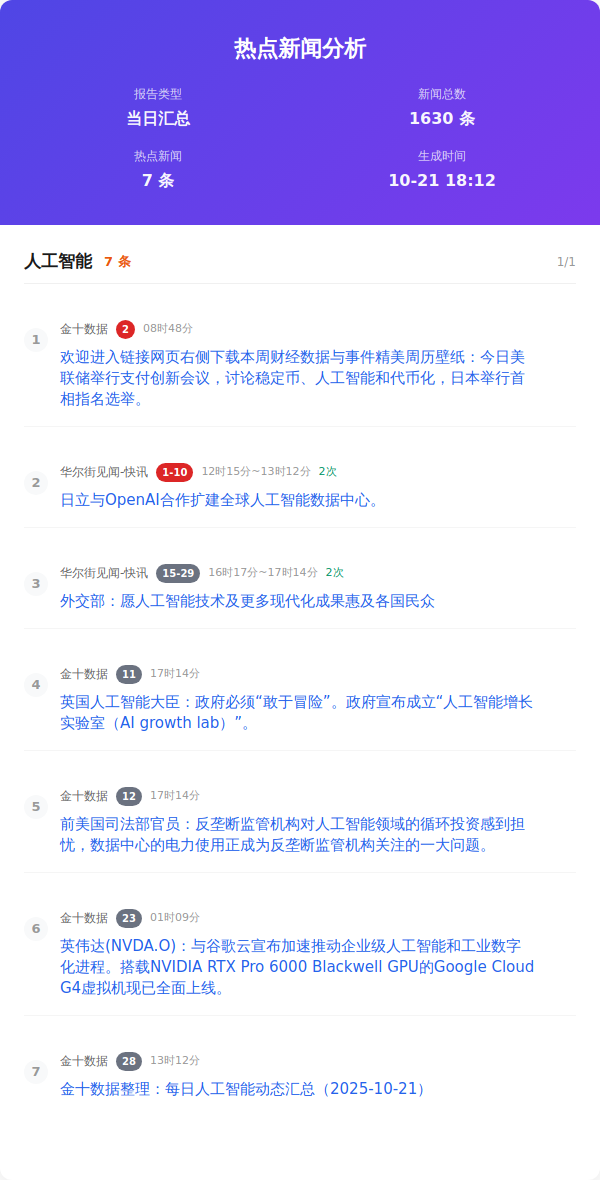 热点新闻分析
报告类型
当日汇总
新闻总数
1630 条
热点新闻
7 条
生成时间
10-21 18:12
人工智能 7 条 1/1
1
金十数据 2 08时48分
欢迎进入链接网页右侧下载本周财经数据与事件精美周历壁纸：今日美
联储举行支付创新会议，讨论稳定币、人工智能和代币化，日本举行首
相指名选举。
2
华尔街见闻-快讯 1-10 12时15分~13时12分 2次
日立与OpenAI合作扩建全球人工智能数据中心。
3
华尔街见闻-快讯 15-29 16时17分~17时14分 2次
外交部：愿人工智能技术及更多现代化成果惠及各国民众
4
金十数据 11 17时14分
英国人工智能大臣：政府必须“敢于冒险”。政府宣布成立“人工智能增长
实验室（AI growth lab）”。
5
金十数据 12 17时14分
前美国司法部官员：反垄断监管机构对人工智能领域的循环投资感到担
忧，数据中心的电力使用正成为反垄断监管机构关注的一大问题。
6
金十数据 23 01时09分
英伟达(NVDA.O)：与谷歌云宣布加速推动企业级人工智能和工业数字
化进程。搭载NVIDIA RTX Pro 6000 Blackwell GPU的Google Cloud
G4虚拟机现已全面上线。
7
金十数据 28 13时12分
金十数据整理：每日人工智能动态汇总（2025-10-21）